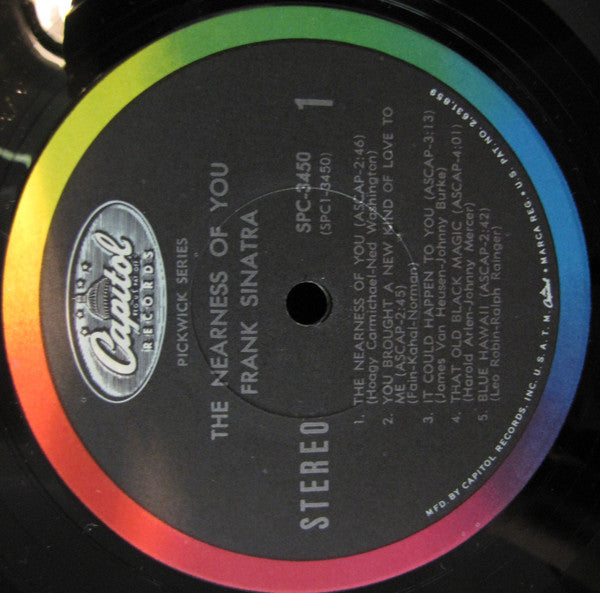 Capitol
RECORDS
PICKWICK SERIES
THE NEARNESS OF YOU
FRANK SINATRA
STEREO
SPC-3450
(SPC1-3450)
1
1. THE NEARNESS OF YOU (ASCAP-2:46)
(Hoagy Carmichael-Ned Washington)
2. YOU BROUGHT A NEW KIND OF LOVE TO
ME (ASCAP-2:45)
(Fain-Kahal-Norman)
3. IT COULD HAPPEN TO YOU (ASCAP-3:13)
(James Van Heusen-Johnny Burke)
4. THAT OLD BLACK MAGIC (ASCAP-4:01)
(Harold Arlen-Johnny Mercer)
5. BLUE HAWAII (ASCAP-2:42)
(Leo Robin-Ralph Rainger)
MFD. BY CAPITOL RECORDS, INC. U.S.A. T.M. Capitol • MARCA REG. • U.S. PAT. NO. 2,631,859